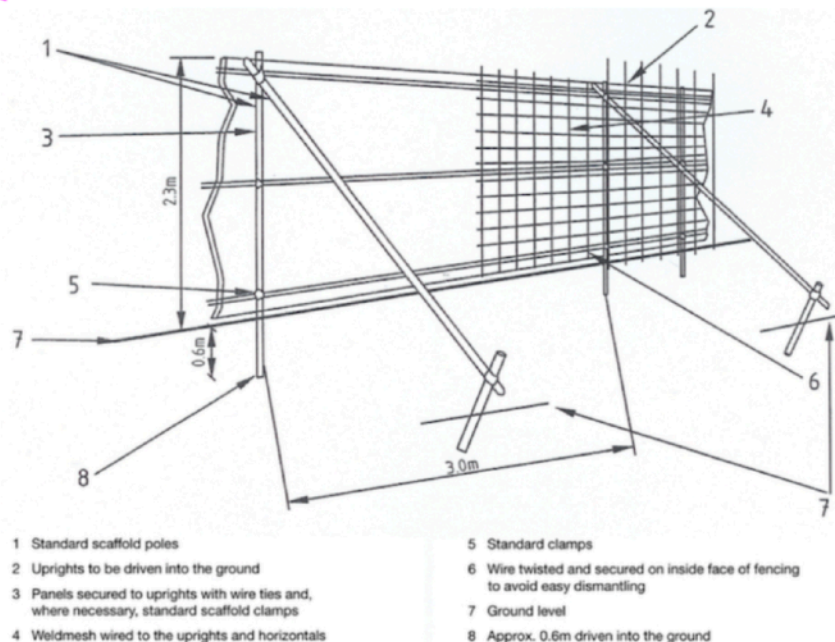 1
2
3
4
2.3m
5
7
0.6m
6
8
3.0m
7
1 Standard scaffold poles
2 Uprights to be driven into the ground
3 Panels secured to uprights with wire ties and,
where necessary, standard scaffold clamps
4 Weldmesh wired to the uprights and horizontals
5 Standard clamps
6 Wire twisted and secured on inside face of fencing
to avoid easy dismantling
7 Ground level
8 Approx. 0.6m driven into the ground